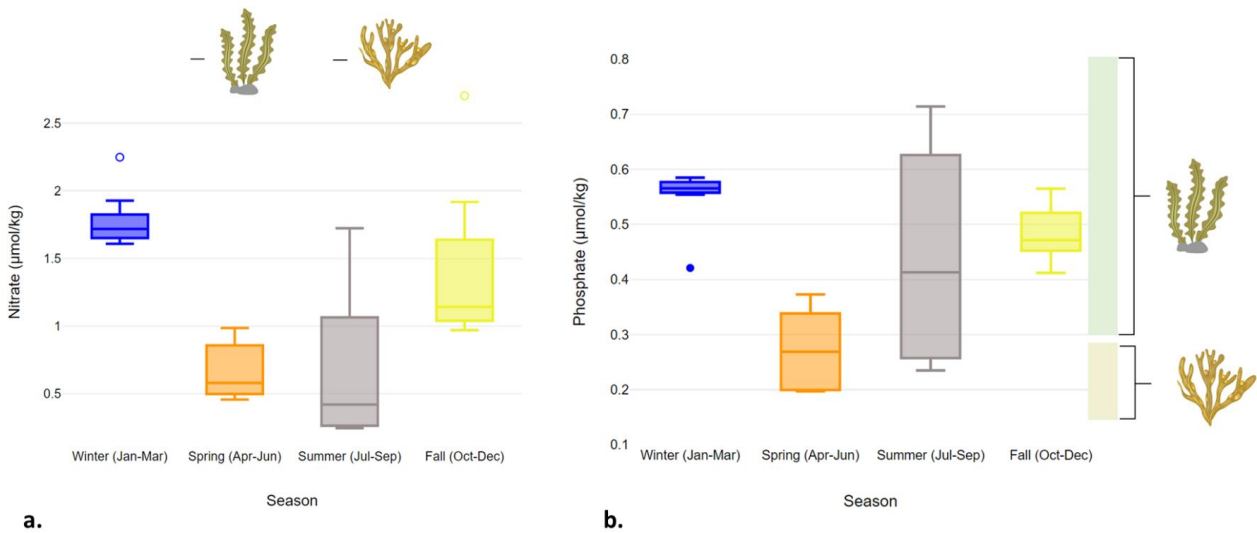 2.5
2
1.5
1
0.5
Nitrate (µmol/kg)
Winter (Jan-Mar) Spring (Apr-Jun) Summer (Jul-Sep) Fall (Oct-Dec)
Season
a.
0.8
0.7
0.6
0.5
0.4
0.3
0.2
0.1
Phosphate (µmol/kg)
Winter (Jan-Mar) Spring (Apr-Jun) Summer (Jul-Sep) Fall (Oct-Dec)
Season
b.